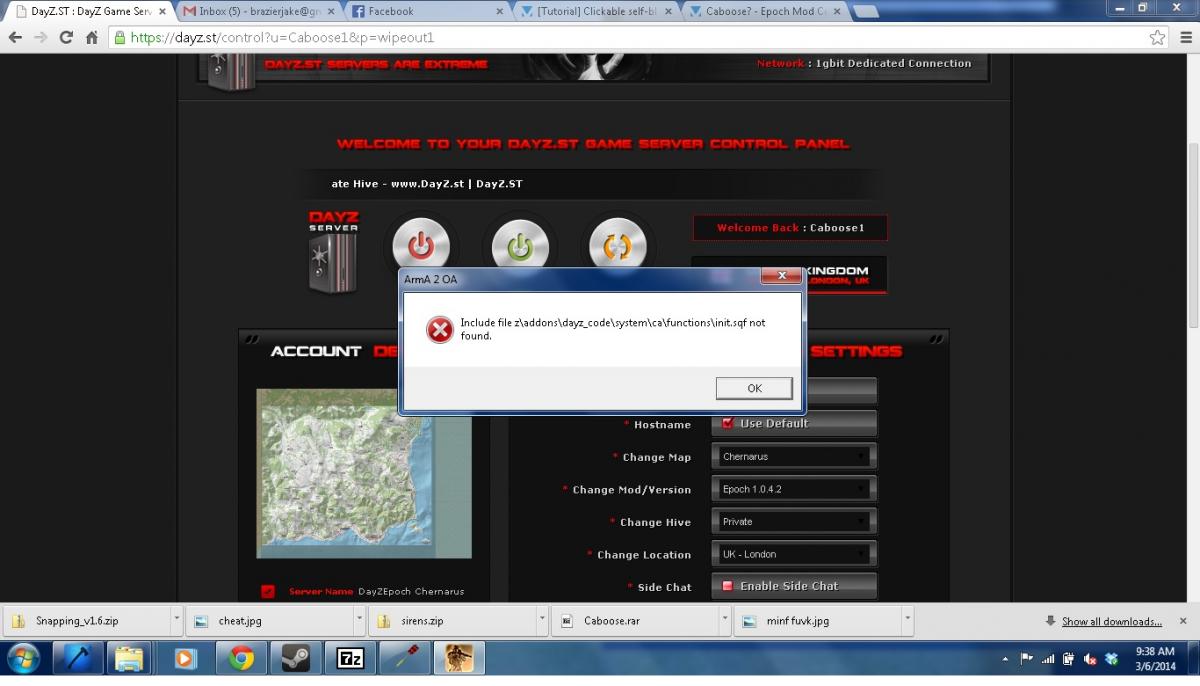 DayZ.ST : DayZ Game Serv
Inbox (5) - brazierjake@gm
Facebook
[Tutorial] Clickable self-bl
Caboose? - Epoch Mod Co
https://dayz.st/control?u=Caboose1&p=wipeout1
DAYZ.ST SERVERS ARE EXTREME
Network : 1gbit Dedicated Connection
WELCOME TO YOUR DAYZ.ST GAME SERVER CONTROL PANEL
ate Hive - www.DayZ.st | DayZ.ST
DAYZ
SERVER
Welcome Back : Caboose1
KINGDOM
LONDON, UK
ArmA 2 OA
Include file z\addons\dayz_code\system\ca\functions\init.sqf not
found.
OK
ACCOUNT DE
SETTINGS
* Hostname
Use Default
* Change Map
Chernarus
* Change Mod/Version
Epoch 1.0.4.2
* Change Hive
Private
* Change Location
UK - London
* Side Chat
Enable Side Chat
Server Name DayZEpoch Chernarus
Snapping_v1.6.zip
cheat.jpg
sirens.zip
Caboose.rar
minf fuvk.jpg
Show all downloads...
7z
9:38 AM
3/6/2014